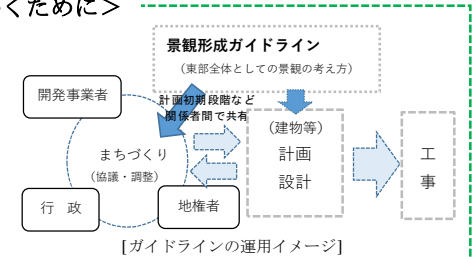 くために＞
景観形成ガイドライン
（東部全体としての景観の考え方）
開発事業者
計画初期段階など
関係者間で共有
（建物等）
計画
設計
工
事
まちづくり
（協議・調整）
行 政
地権者
[ガイドラインの運用イメージ]